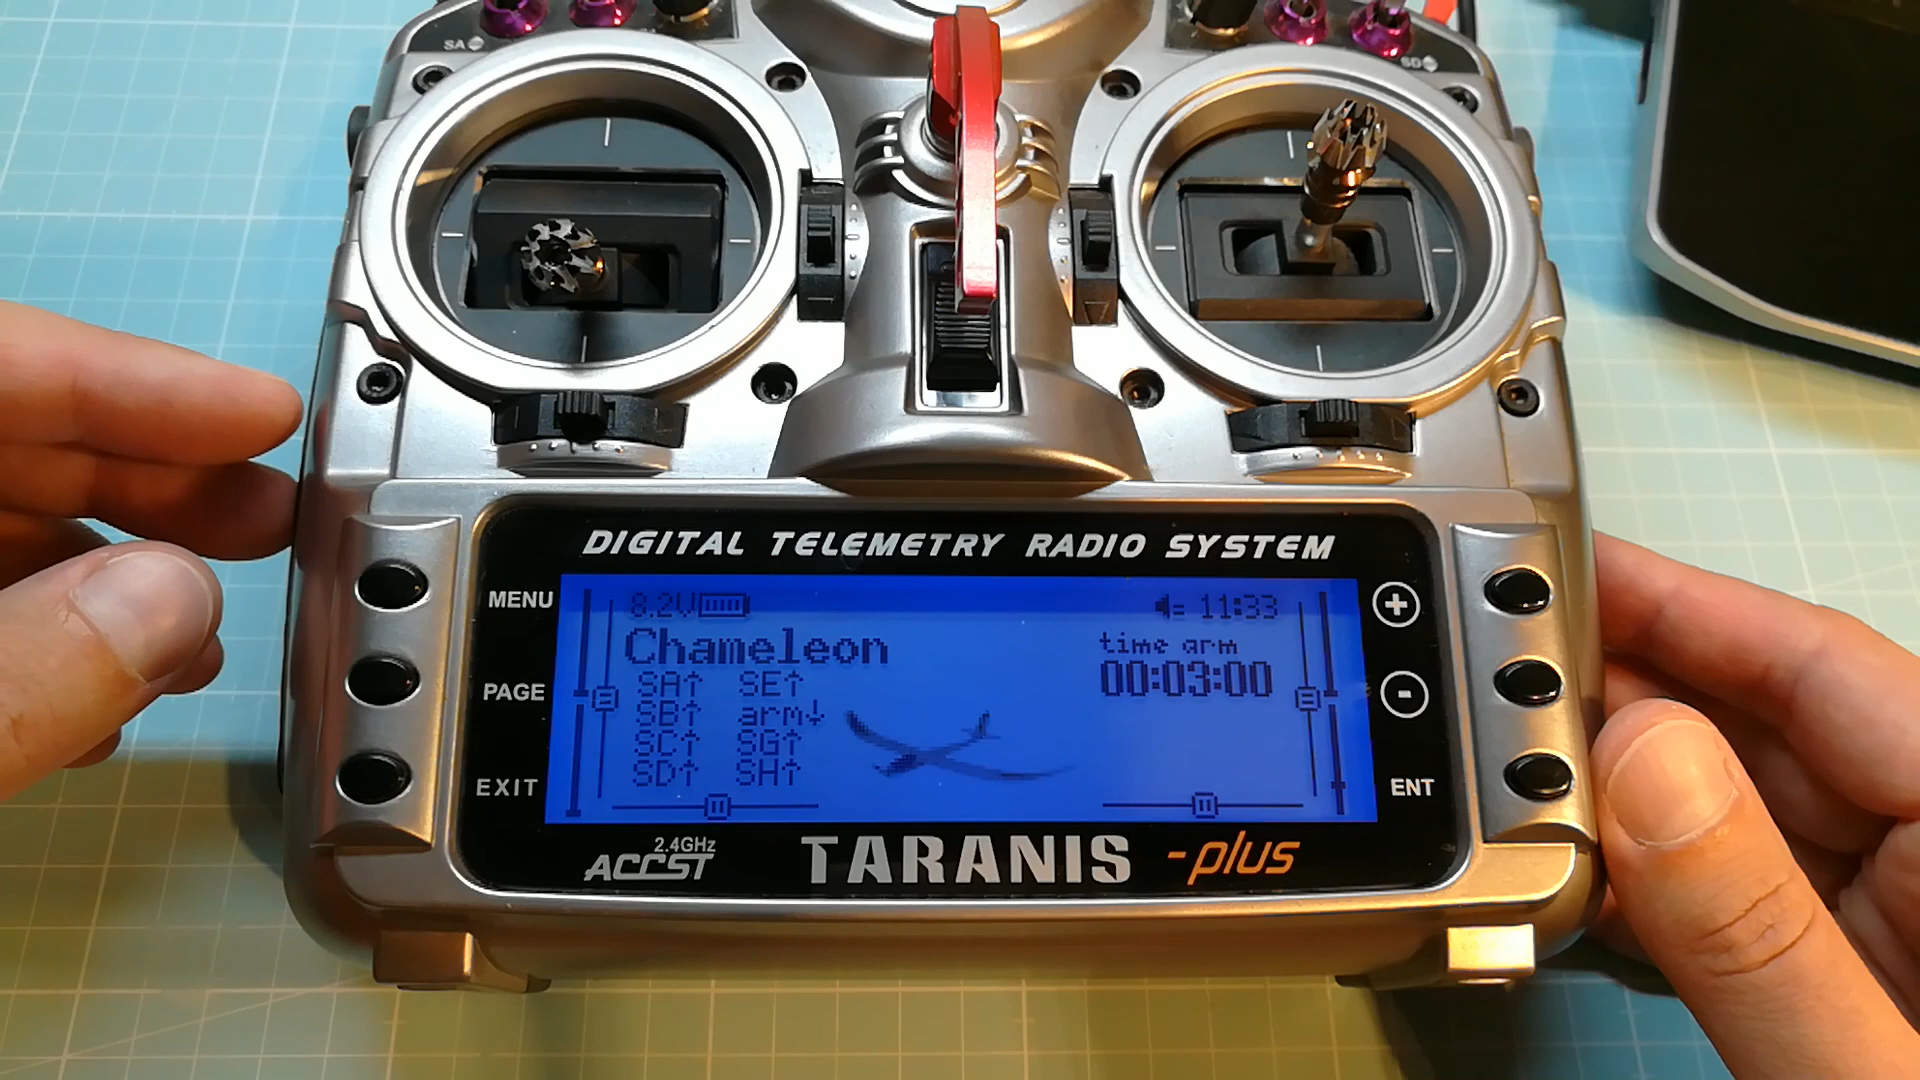 SA
SD
DIGITAL TELEMETRY RADIO SYSTEM
MENU
PAGE
EXIT
8.2V
11:33
Chameleon
time arm
00:03:00
SA↑ SE↑
SB↑ arm↓
SC↑ SG↑
SD↑ SH↑
+
-
ENT
2.4GHz
ACCST
TARANIS -plus